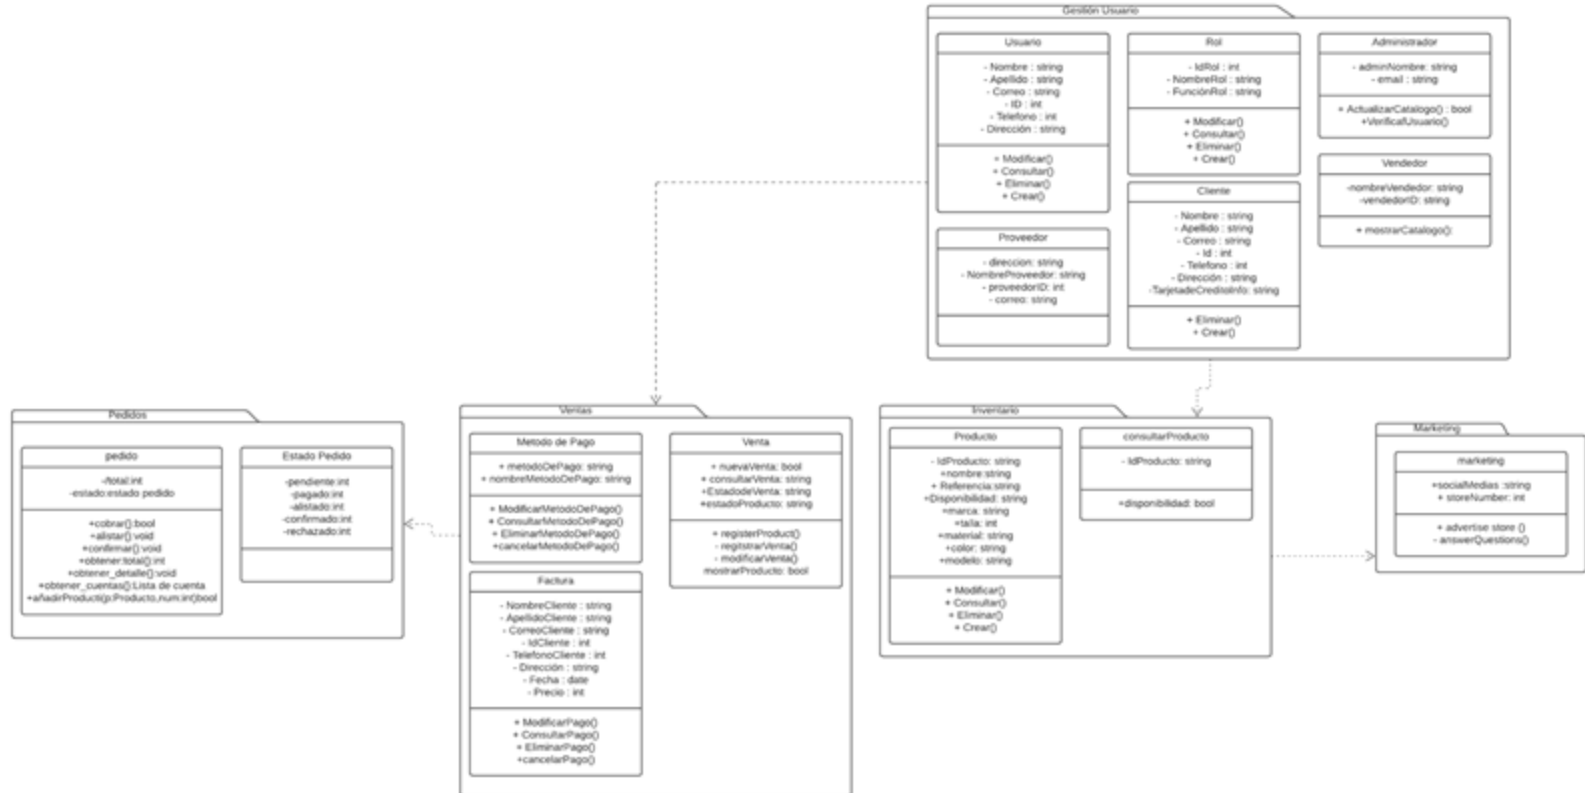 Gestión Usuario
Usuario
- Nombre : string
- Apellido : string
- Correo : string
- ID : int
- Telefono : int
- Dirección : string
+ Modificar()
+ Consultar()
+ Eliminar()
+ Crear()
Rol
- IdRol : int
- NombreRol : string
- FunciónRol : string
+ Modificar()
+ Consultar()
+ Eliminar()
+ Crear()
Administrador
- adminNombre: string
- email : string
+ ActualizarCatalogo() : bool
+VerificafUsuario()
Proveedor
- direccion: string
- NombreProveedor: string
- proveedorID: int
- correo: string
Cliente
- Nombre : string
- Apellido : string
- Correo : string
- Id : int
- Telefono : int
- Dirección : string
-TarjetadeCreditoInfo: string
+ Eliminar()
+ Crear()
Vendedor
-nombreVendedor: string
-vendedorID: string
+ mostrarCatalogo():
Pedidos
pedido
-/total:int
-estado:estado pedido
+cobrar():bool
+alistar():void
+confirmar():void
+obtener:total():int
+obtener_detalle():void
+obtener_cuentas():Lista de cuenta
+añadirProducti(p:Producto,num:int)bool
Estado Pedido
-pendiente:int
-pagado:int
-alistado:int
-confirmado:int
-rechazado:int
Ventas
Metodo de Pago
+ metodoDePago: string
+ nombreMetodoDePago: string
+ ModificarMetodoDePago()
+ ConsultarMetodoDePago()
+ EliminarMetodoDePago()
+cancelarMetodoDePago()
Venta
+ nuevaVenta: bool
+ consultarVenta: string
+EstadodeVenta: string
+estadoProducto: string
+ registerProduct()
- regitstrarVenta()
- modificarVenta()
mostrarProducto: bool
Factura
- NombreCliente : string
- ApellidoCliente : string
- CorreoCliente : string
- IdCliente : int
- TelefonoCliente : int
- Dirección : string
- Fecha : date
- Precio : int
+ ModificarPago()
+ ConsultarPago()
+ EliminarPago()
+cancelarPago()
Inventario
Producto
- IdProducto: string
+nombre:string
+ Referencia:string
+Disponibilidad: string
+marca: string
+talla: int
+material: string
+color: string
+modelo: string
+ Modificar()
+ Consultar()
+ Eliminar()
+ Crear()
consultarProducto
- IdProducto: string
+disponibilidad: bool
Marketing
marketing
+socialMedias :string
+ storeNumber: int
+ advertise store ()
- answerQuestions()